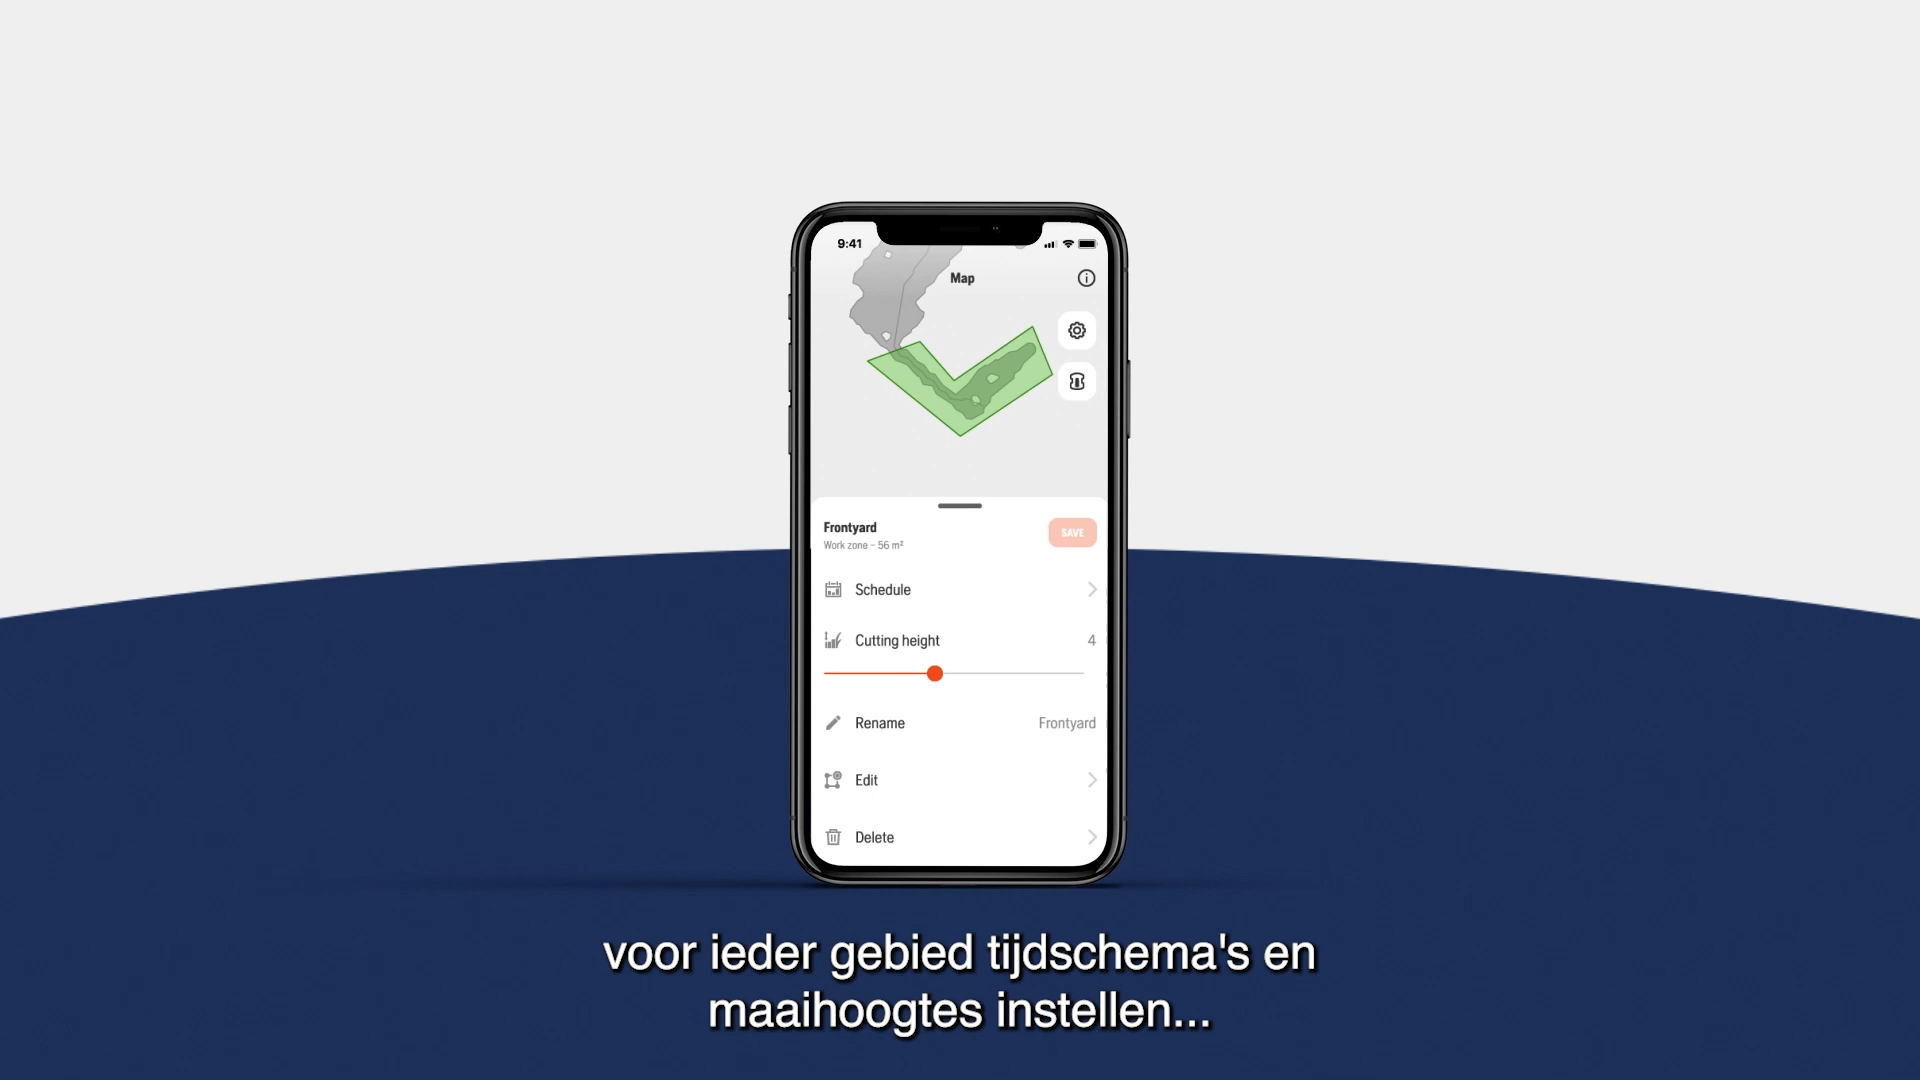 9:41
Map
Frontyard
Work zone – 56 m²
SAVE
Schedule
Cutting height 4
Rename Frontyard
Edit
Delete
voor ieder gebied tijdschema's en
maaihoogtes instellen...